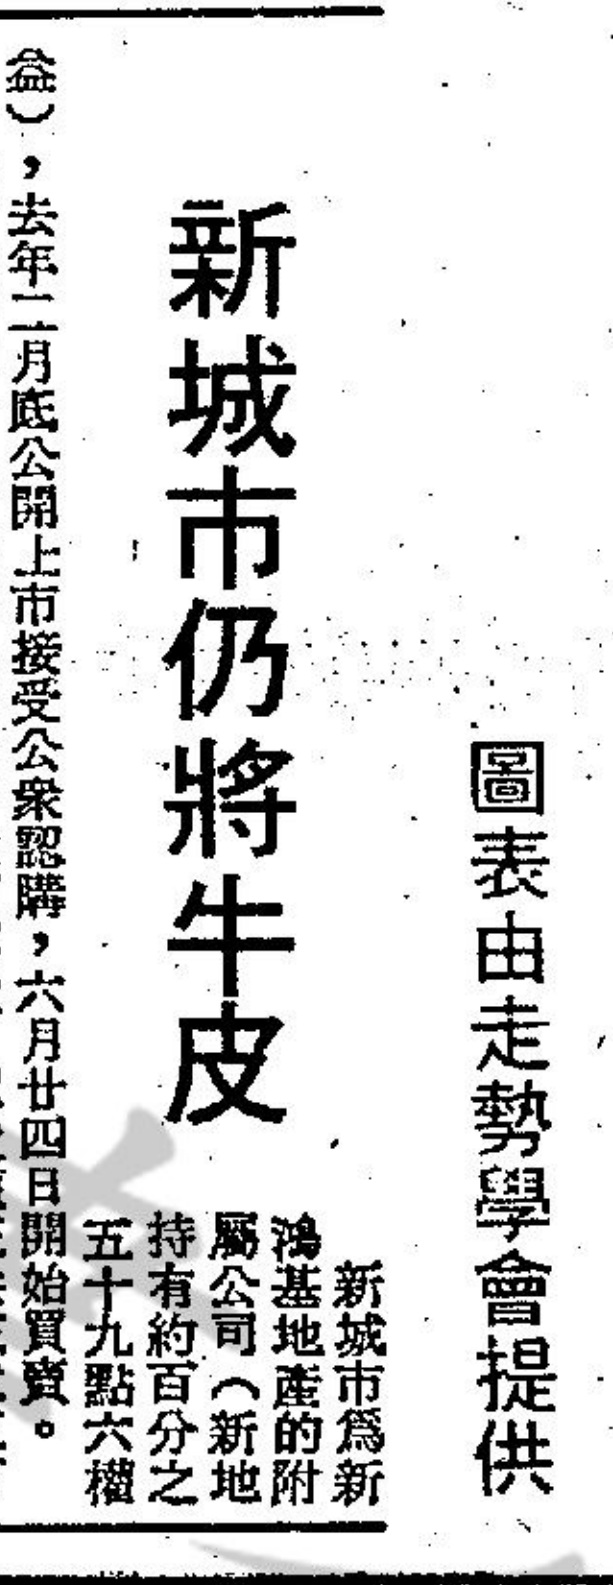 圖表由走勢學會提供
新城市仍將牛皮
新城市爲新
鴻基地產的附
屬公司（新地
持有約百分之
五十九點六權
益），去年二月底公開上市接受公衆認購，六月廿四日開始買賣。